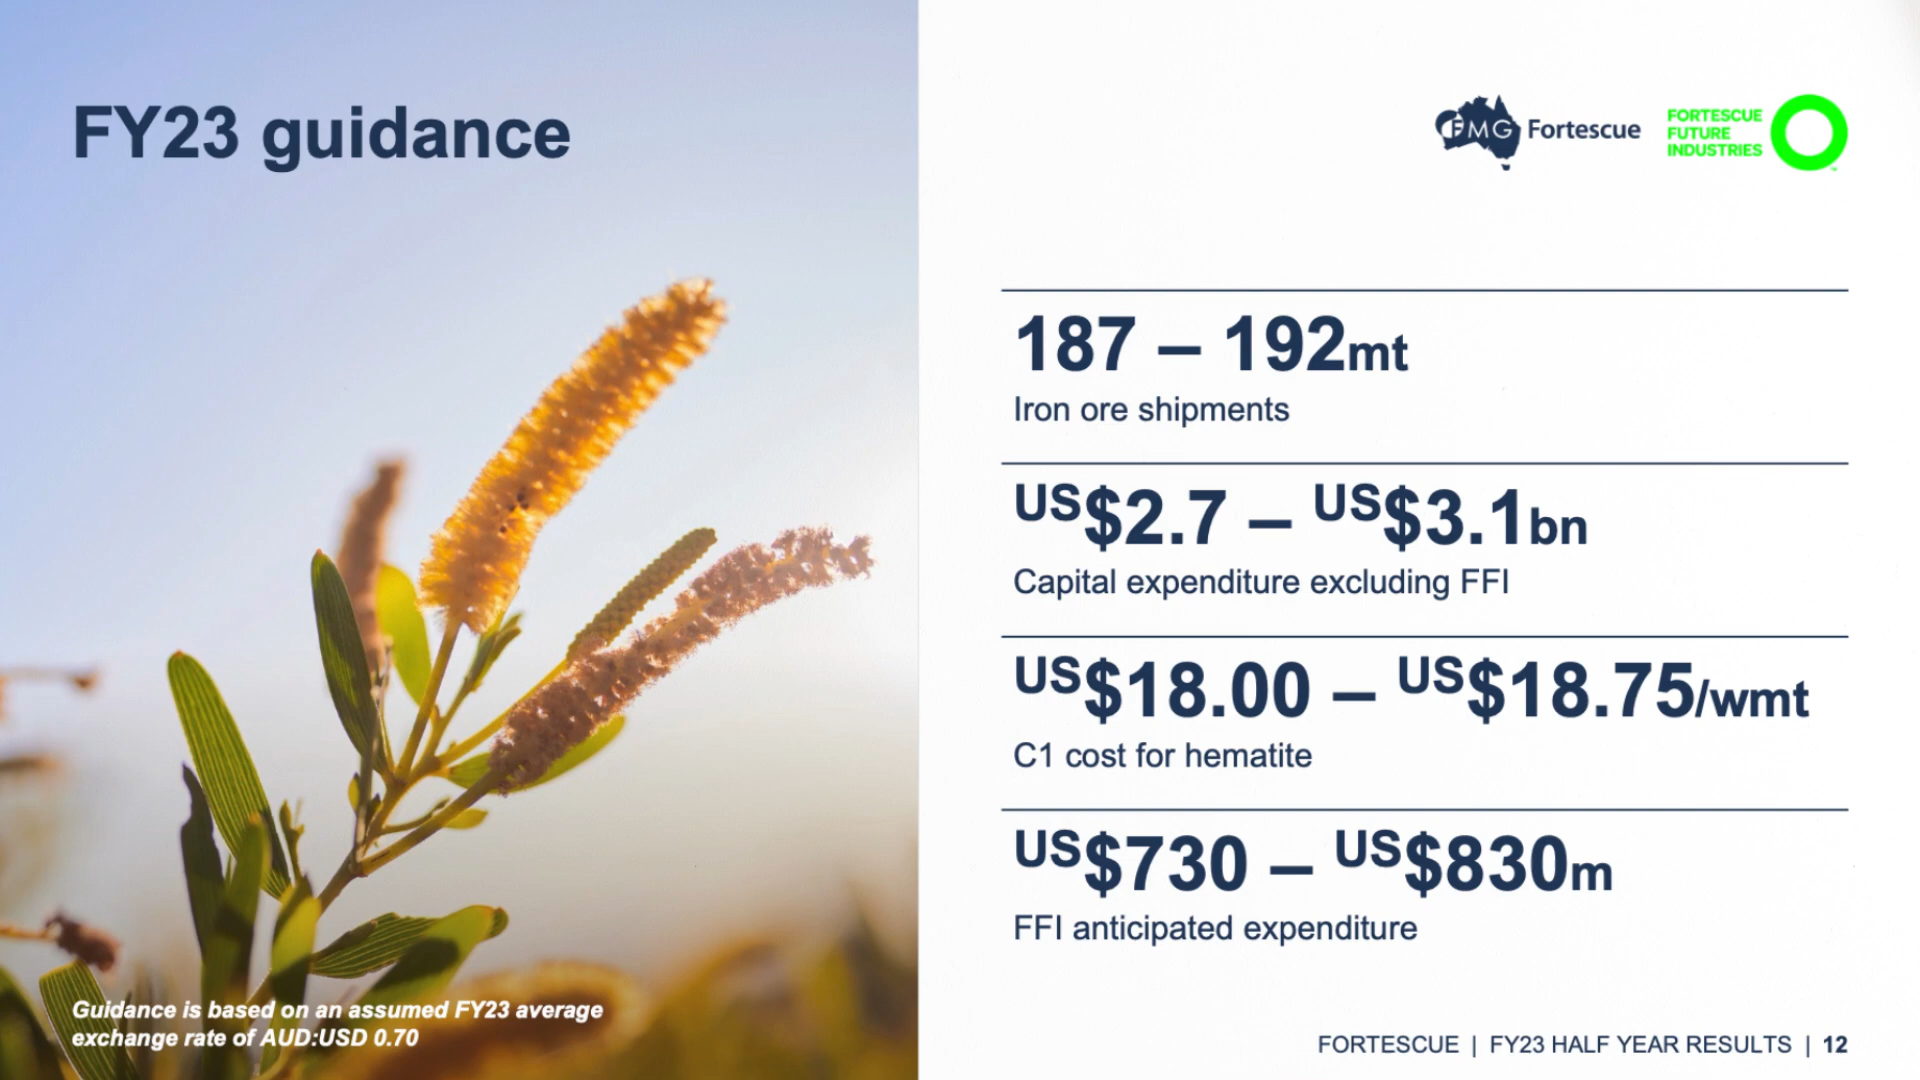 FY23 guidance
FMG Fortescue
FORTESCUE
FUTURE
INDUSTRIES
187 – 192mt
Iron ore shipments
US$2.7 – US$3.1bn
Capital expenditure excluding FFI
US$18.00 – US$18.75/wmt
C1 cost for hematite
US$730 – US$830m
FFI anticipated expenditure
Guidance is based on an assumed FY23 average
exchange rate of AUD:USD 0.70
FORTESCUE | FY23 HALF YEAR RESULTS | 12